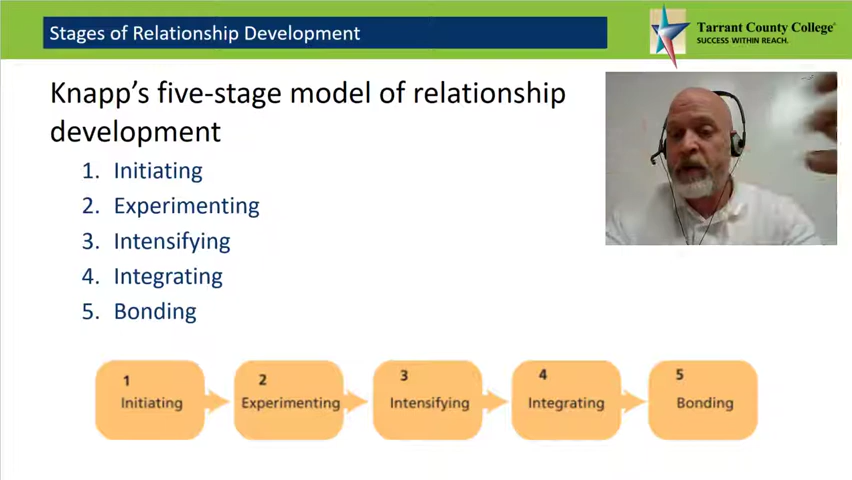 Stages of Relationship Development
Tarrant County College®
SUCCESS WITHIN REACH.
Knapp's five-stage model of relationship
development
1. Initiating
2. Experimenting
3. Intensifying
4. Integrating
5. Bonding
1
Initiating
2
Experimenting
3
Intensifying
4
Integrating
5
Bonding